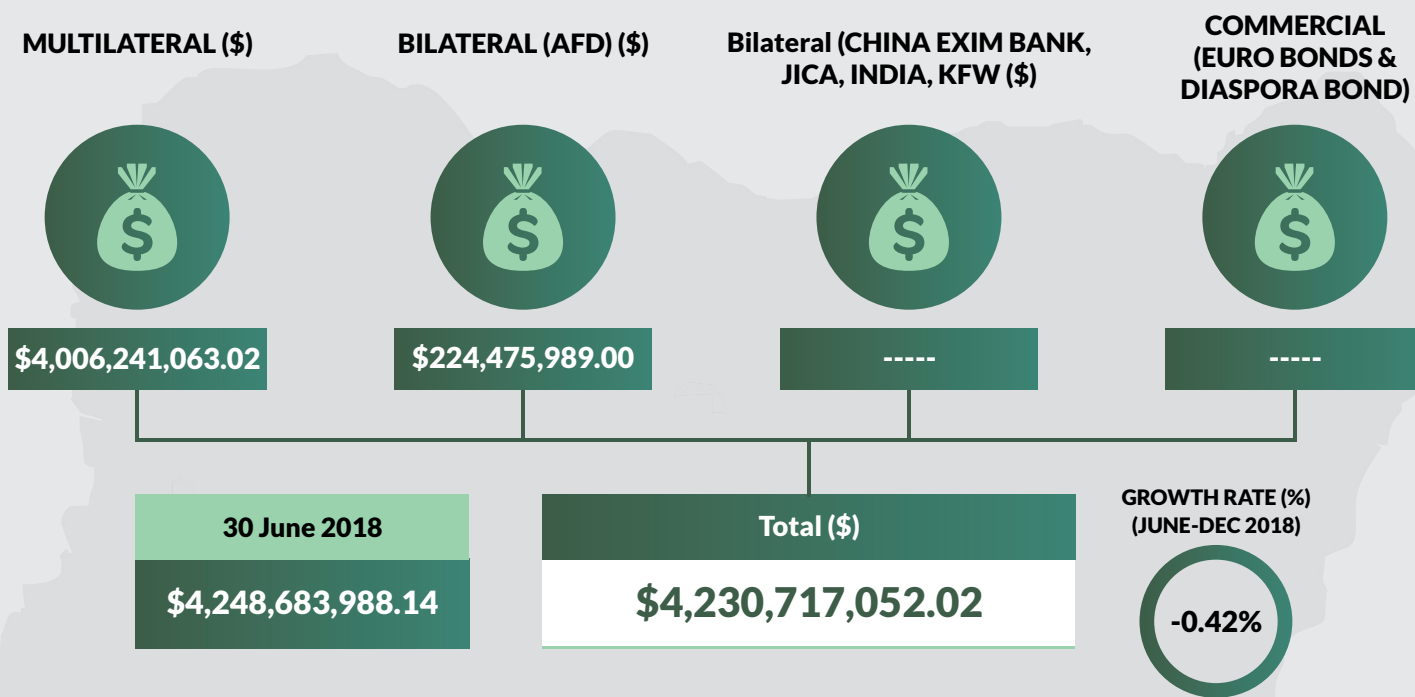 MULTILATERAL ($)
BILATERAL (AFD) ($)
Bilateral (CHINA EXIM BANK,
JICA, INDIA, KFW ($)
COMMERCIAL
(EURO BONDS &
DIASPORA BOND)
$
$
$
$
$4,006,241,063.02
$224,475,989.00
-----
-----
30 June 2018
$4,248,683,988.14
Total ($)
$4,230,717,052.02
GROWTH RATE (%)
(JUNE-DEC 2018)
-0.42%